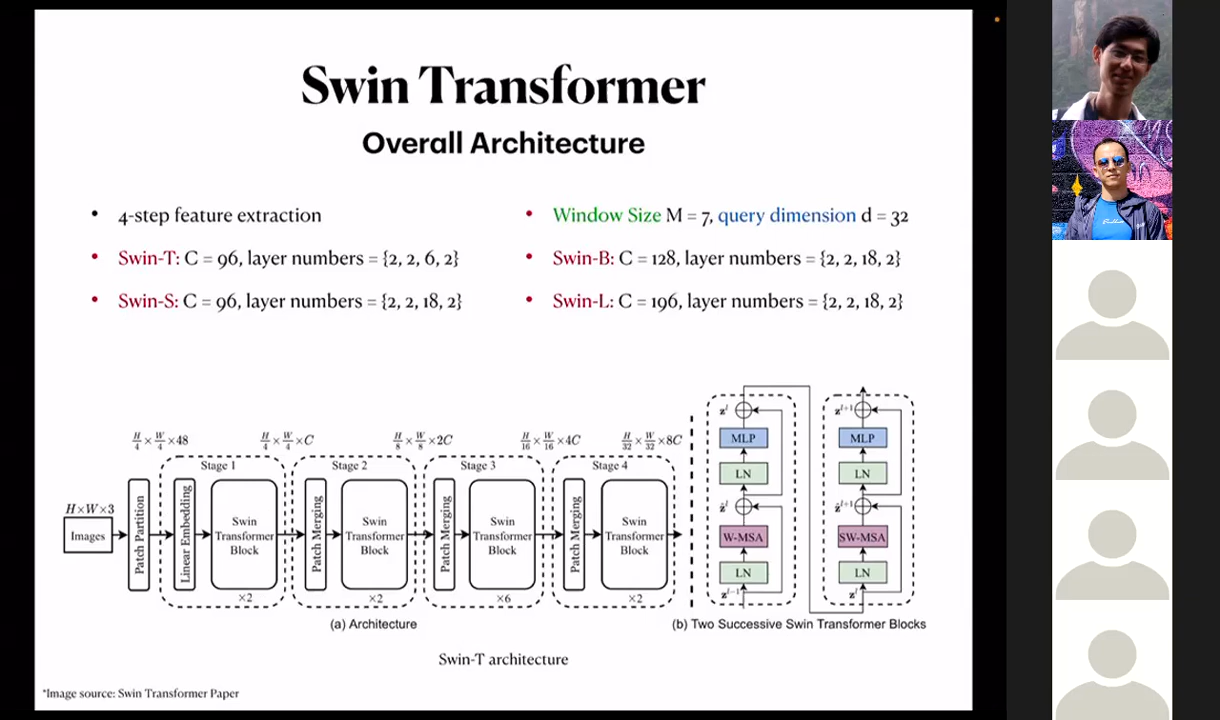 Swin Transformer
Overall Architecture
• 4-step feature extraction
• Swin-T: C = 96, layer numbers = {2, 2, 6, 2}
• Swin-S: C = 96, layer numbers = {2, 2, 18, 2}
• Window Size M = 7, query dimension d = 32
• Swin-B: C = 128, layer numbers = {2, 2, 18, 2}
• Swin-L: C = 196, layer numbers = {2, 2, 18, 2}
H×W×3
Images
Patch Partition
H/4 × W/4 ×48
Stage 1
Linear Embedding
Swin
Transformer
Block
×2
H/4 × W/4 ×C
Stage 2
Patch Merging
Swin
Transformer
Block
×2
H/8 × W/8 ×2C
Stage 3
Patch Merging
Swin
Transformer
Block
×6
H/16 × W/16 ×4C
Stage 4
Patch Merging
Swin
Transformer
Block
×2
H/32 × W/32 ×8C
(a) Architecture
z^l
MLP
LN
ẑ^l
W-MSA
LN
z^{l-1}
z^{l+1}
MLP
LN
ẑ^{l+1}
SW-MSA
LN
z^l
(b) Two Successive Swin Transformer Blocks
Swin-T architecture
*Image source: Swin Transformer Paper